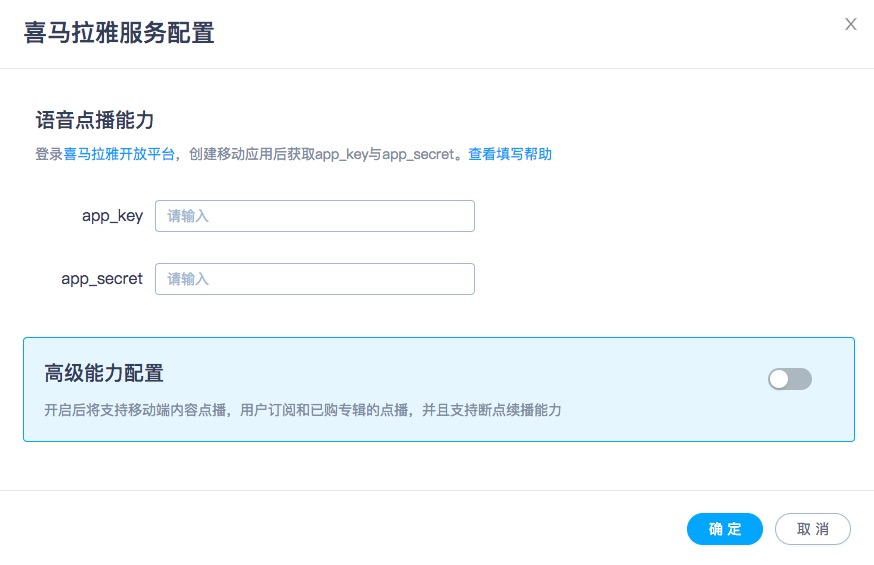 喜马拉雅服务配置
语音点播能力
登录喜马拉雅开放平台，创建移动应用后获取app_key与app_secret。查看填写帮助
app_key 请输入
app_secret 请输入
高级能力配置
开启后将支持移动端内容点播，用户订阅和已购专辑的点播，并且支持断点续播能力
确 定 取 消